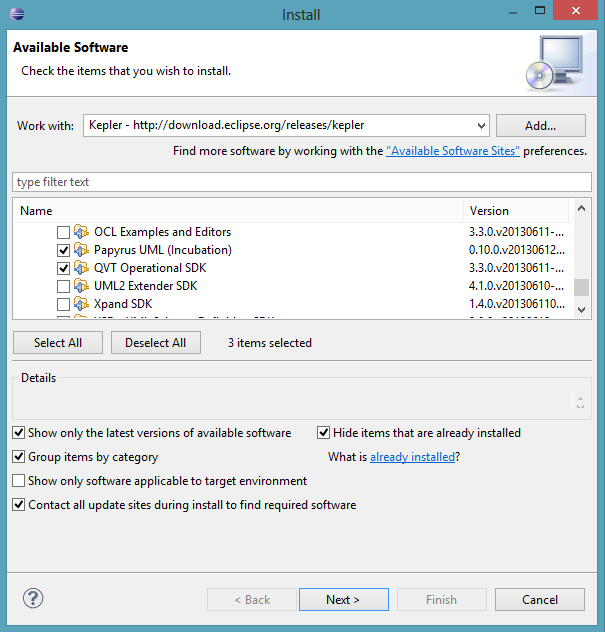 Install
Available Software
Check the items that you wish to install.
Work with: Kepler - http://download.eclipse.org/releases/kepler Add...
Find more software by working with the "Available Software Sites" preferences.
type filter text
Name Version
OCL Examples and Editors 3.3.0.v20130611-...
Papyrus UML (Incubation) 0.10.0.v20130612...
QVT Operational SDK 3.3.0.v20130611-...
UML2 Extender SDK 4.1.0.v20130610-...
Xpand SDK 1.4.0.v201306110...
Select All Deselect All 3 items selected
Details
Show only the latest versions of available software Hide items that are already installed
Group items by category What is already installed?
Show only software applicable to target environment
Contact all update sites during install to find required software
? < Back Next > Finish Cancel